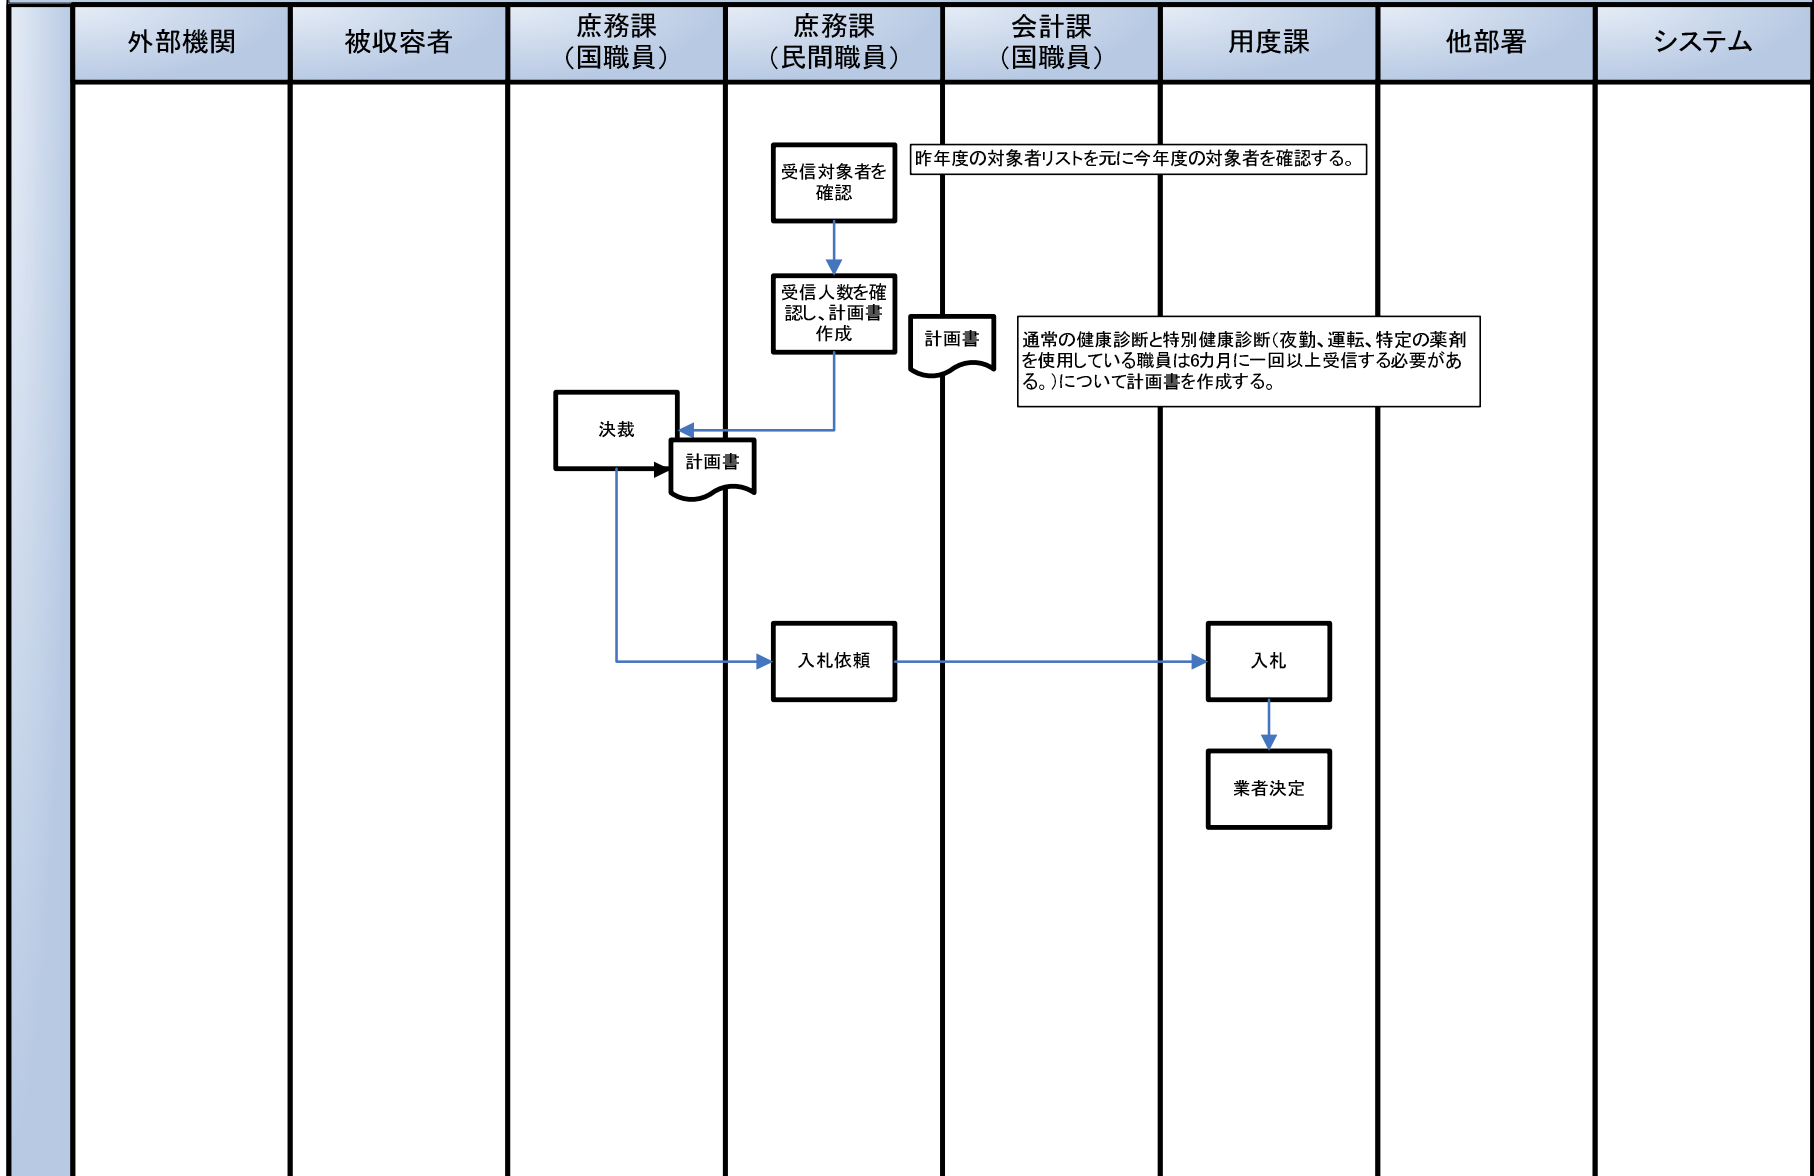 外部機関
被収容者
庶務課
（国職員）
庶務課
（民間職員）
会計課
（国職員）
用度課
他部署
システム
受信対象者を
確認
昨年度の対象者リストを元に今年度の対象者を確認する。
受信人数を確
認し、計画書
作成
計画書
通常の健康診断と特別健康診断（夜勤、運転、特定の薬剤
を使用している職員は6カ月に一回以上受信する必要があ
る。）について計画書を作成する。
決裁
計画書
入札依頼
入札
業者決定